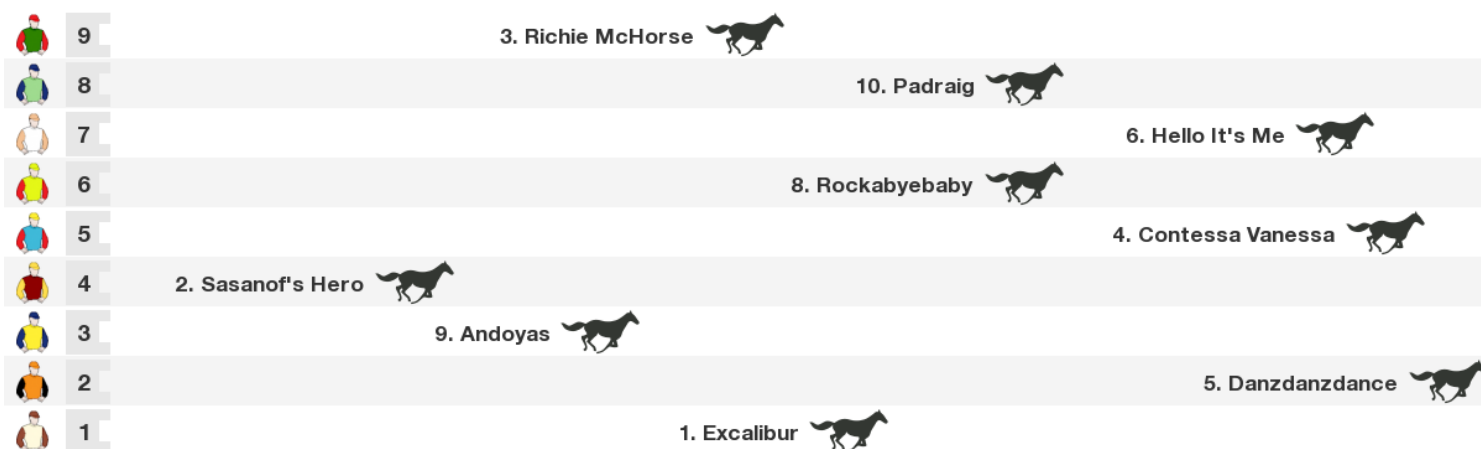 9 3. Richie McHorse
8 10. Padraig
7 6. Hello It's Me
6 8. Rockabyebaby
5 4. Contessa Vanessa
4 2. Sasanof's Hero
3 9. Andoyas
2 5. Danzdanzdance
1 1. Excalibur